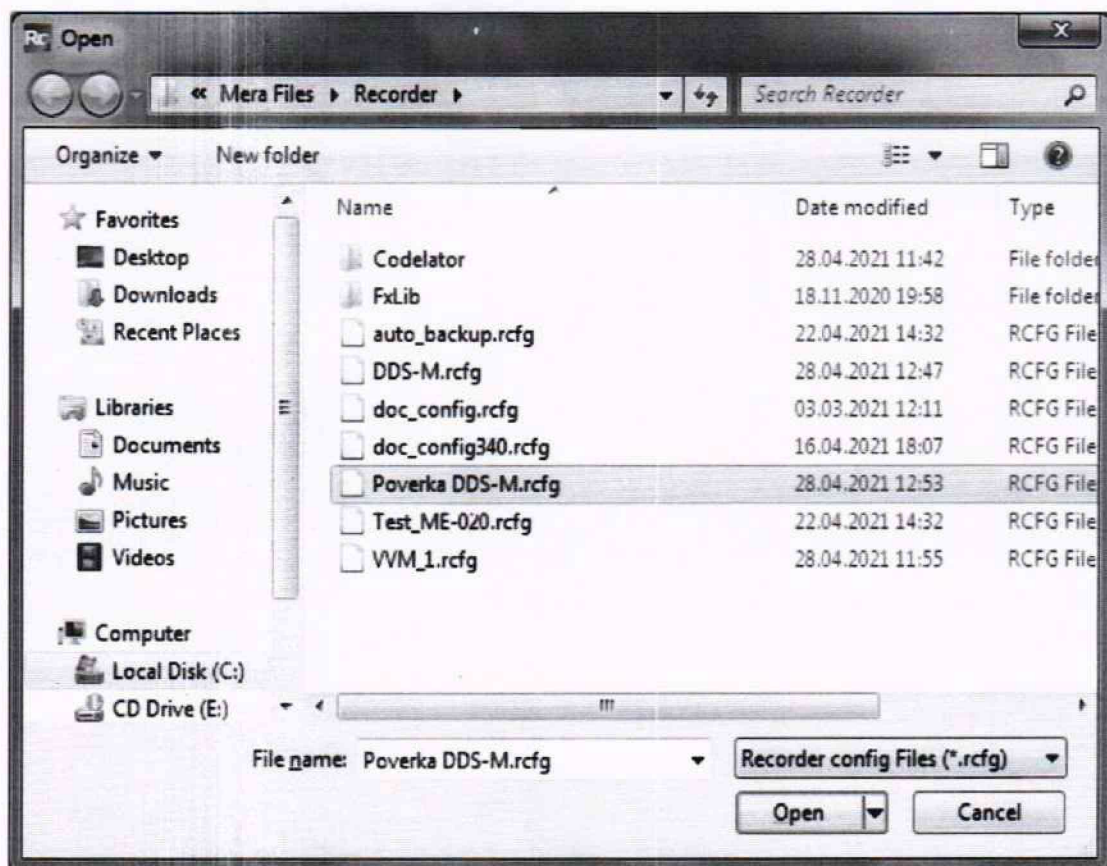 Rc Open
« Mera Files ▸ Recorder ▸ Search Recorder
Organize ▾ New folder
Name Date modified Type
Favorites
Desktop
Downloads
Recent Places
Libraries
Documents
Music
Pictures
Videos
Computer
Local Disk (C:)
CD Drive (E:)
Codelator 28.04.2021 11:42 File folder
FxLib 18.11.2020 19:58 File folder
auto_backup.rcfg 22.04.2021 14:32 RCFG File
DDS-M.rcfg 28.04.2021 12:47 RCFG File
doc_config.rcfg 03.03.2021 12:11 RCFG File
doc_config340.rcfg 16.04.2021 18:07 RCFG File
Poverka DDS-M.rcfg 28.04.2021 12:53 RCFG File
Test_ME-020.rcfg 22.04.2021 14:32 RCFG File
VVM_1.rcfg 28.04.2021 11:55 RCFG File
File name: Poverka DDS-M.rcfg Recorder config Files (*.rcfg)
Open Cancel